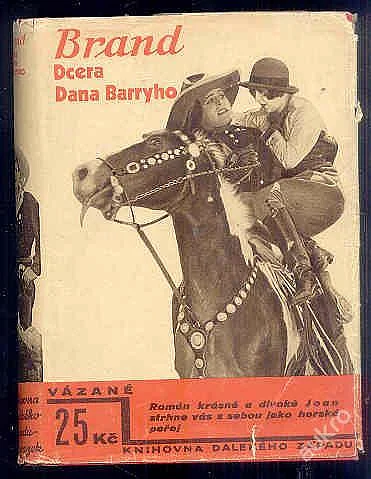 Brand
Dcera
Dana Barryho
VÁZANÉ
25 Kč
Román krásné a divoké Joan
strhne vás s sebou jako horské
peřej
KNIHOVNA DALEKÉHO ZÁPADU
aukro